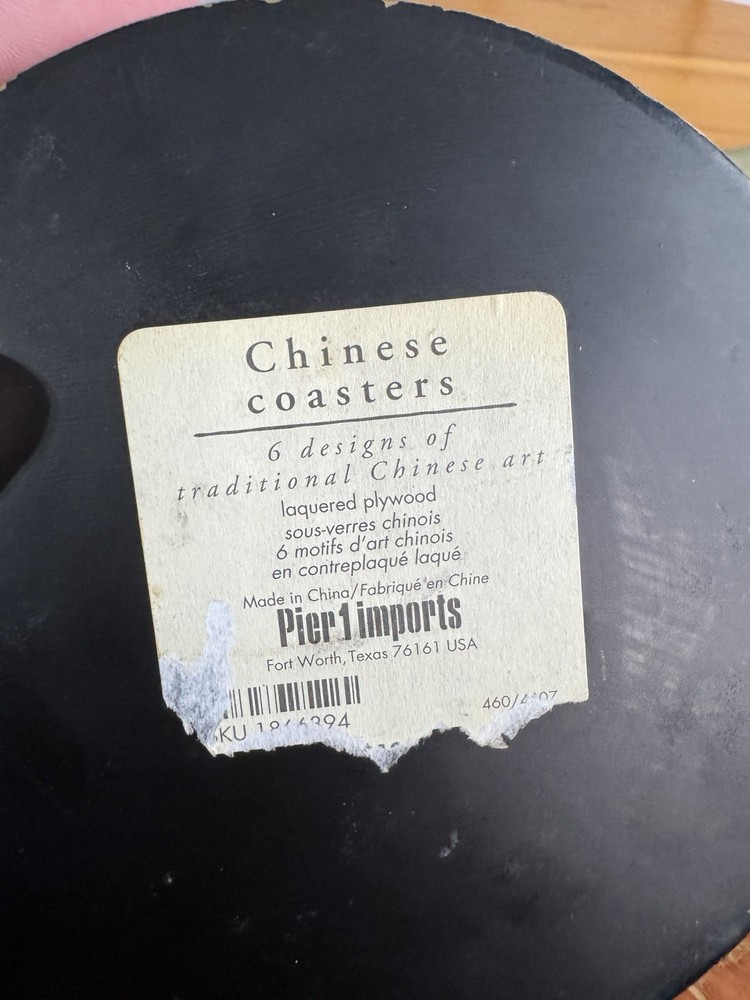 Chinese
coasters
6 designs of
traditional Chinese art
laquered plywood
sous-verres chinois
6 motifs d'art chinois
en contreplaqué laqué
Made in China/Fabriqué en Chine
Pier 1 imports
Fort Worth, Texas 76161 USA
SKU